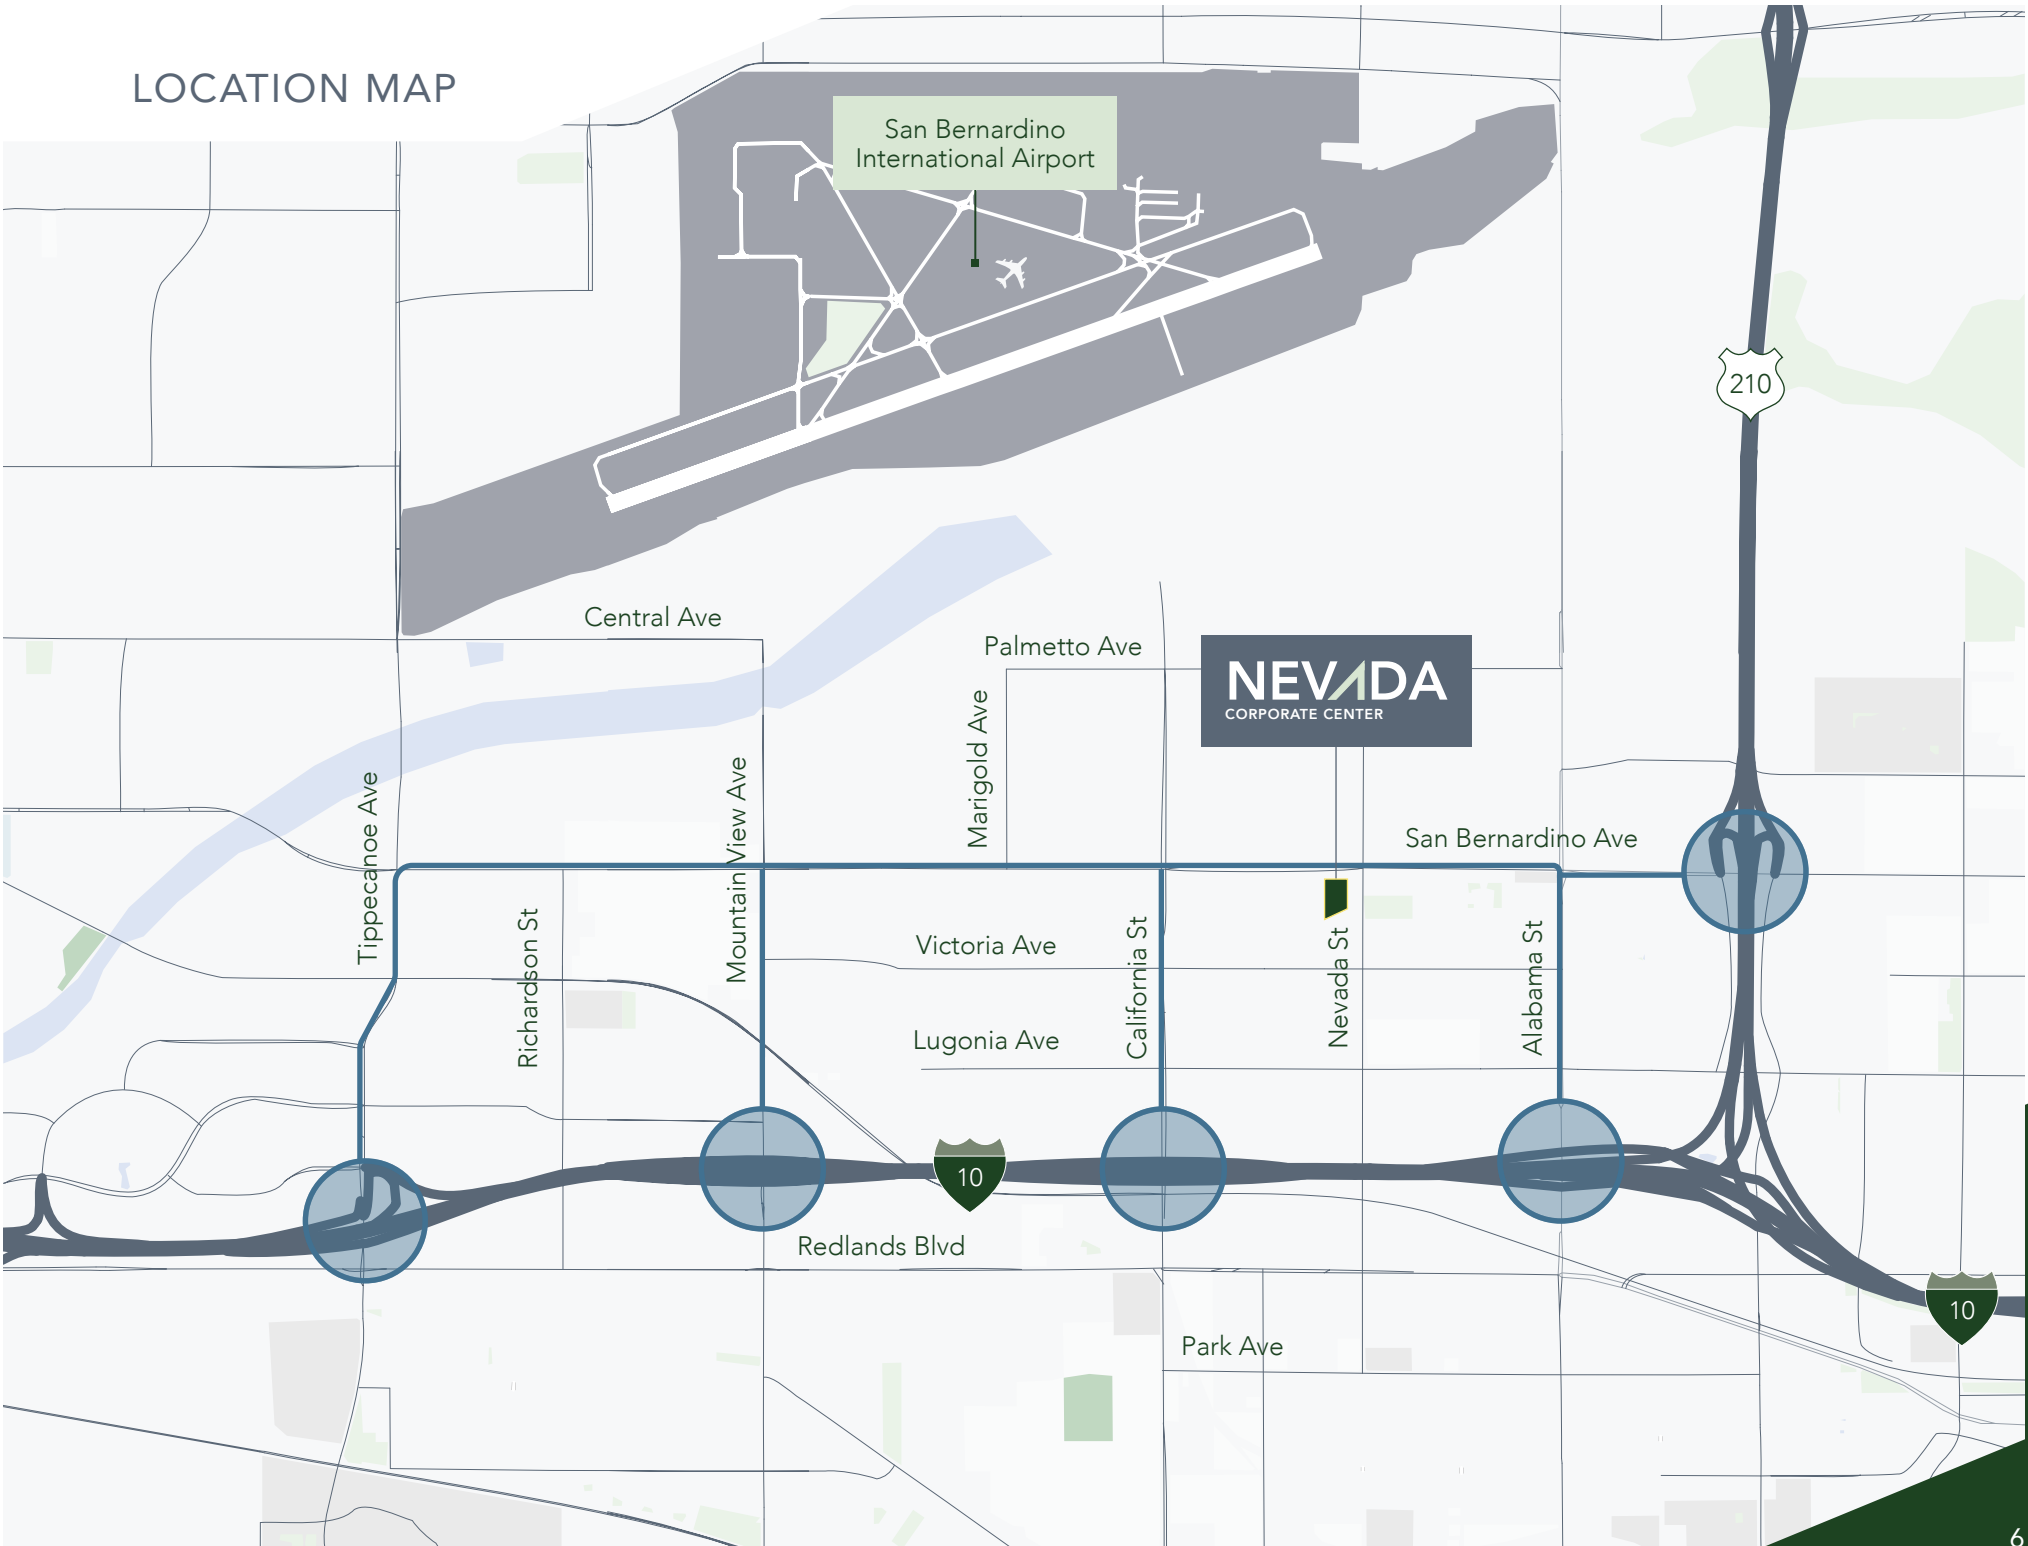 LOCATION MAP
San Bernardino
International Airport
210
Central Ave
Palmetto Ave
NEVADA
CORPORATE CENTER
Marigold Ave
Tippecanoe Ave
Mountain View Ave
San Bernardino Ave
Richardson St
Victoria Ave
California St
Nevada St
Alabama St
Lugonia Ave
10
Redlands Blvd
10
Park Ave
6